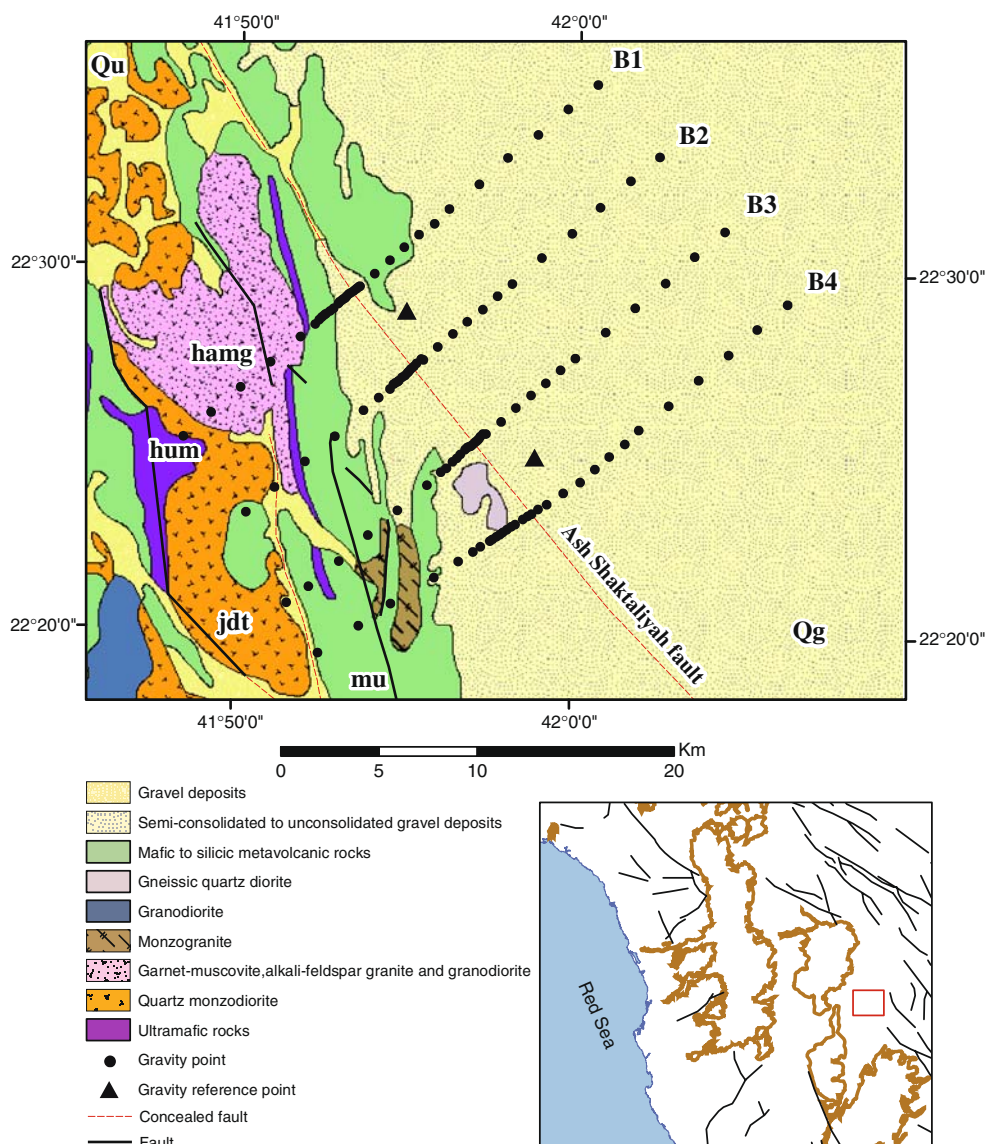 41°50'0"
42°0'0"
Qu
B1
B2
B3
B4
22°30'0"
22°30'0"
hamg
hum
Ash Shaktaliyah fault
jdt
Qg
22°20'0"
22°20'0"
mu
41°50'0"
42°0'0"
Km
0 5 10 20
Gravel deposits
Semi-consolidated to unconsolidated gravel deposits
Mafic to silicic metavolcanic rocks
Gneissic quartz diorite
Granodiorite
Monzogranite
Garnet-muscovite,alkali-feldspar granite and granodiorite
Quartz monzodiorite
Ultramafic rocks
Gravity point
Gravity reference point
Concealed fault
Fault
Red Sea